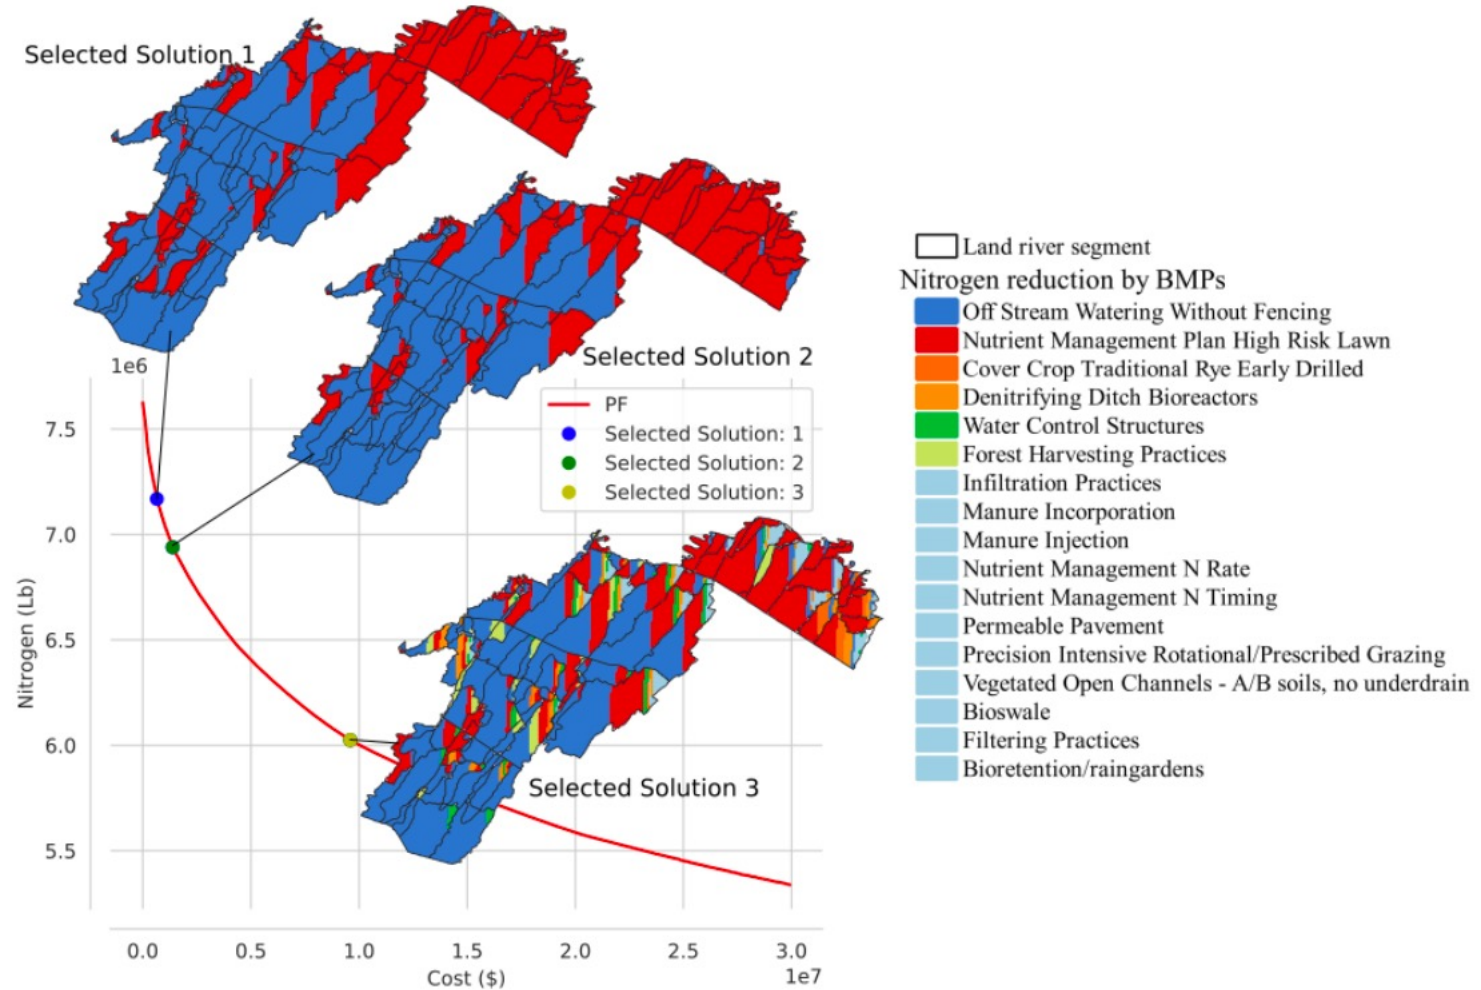 Selected Solution 1
Selected Solution 2
1e6
PF
Selected Solution: 1
Selected Solution: 2
Selected Solution: 3
7.5
7.0
6.5
6.0
5.5
Nitrogen (Lb)
Selected Solution 3
0.0 0.5 1.0 1.5 2.0 2.5 3.0
1e7
Cost ($)
Land river segment
Nitrogen reduction by BMPs
Off Stream Watering Without Fencing
Nutrient Management Plan High Risk Lawn
Cover Crop Traditional Rye Early Drilled
Denitrifying Ditch Bioreactors
Water Control Structures
Forest Harvesting Practices
Infiltration Practices
Manure Incorporation
Manure Injection
Nutrient Management N Rate
Nutrient Management N Timing
Permeable Pavement
Precision Intensive Rotational/Prescribed Grazing
Vegetated Open Channels - A/B soils, no underdrain
Bioswale
Filtering Practices
Bioretention/raingardens